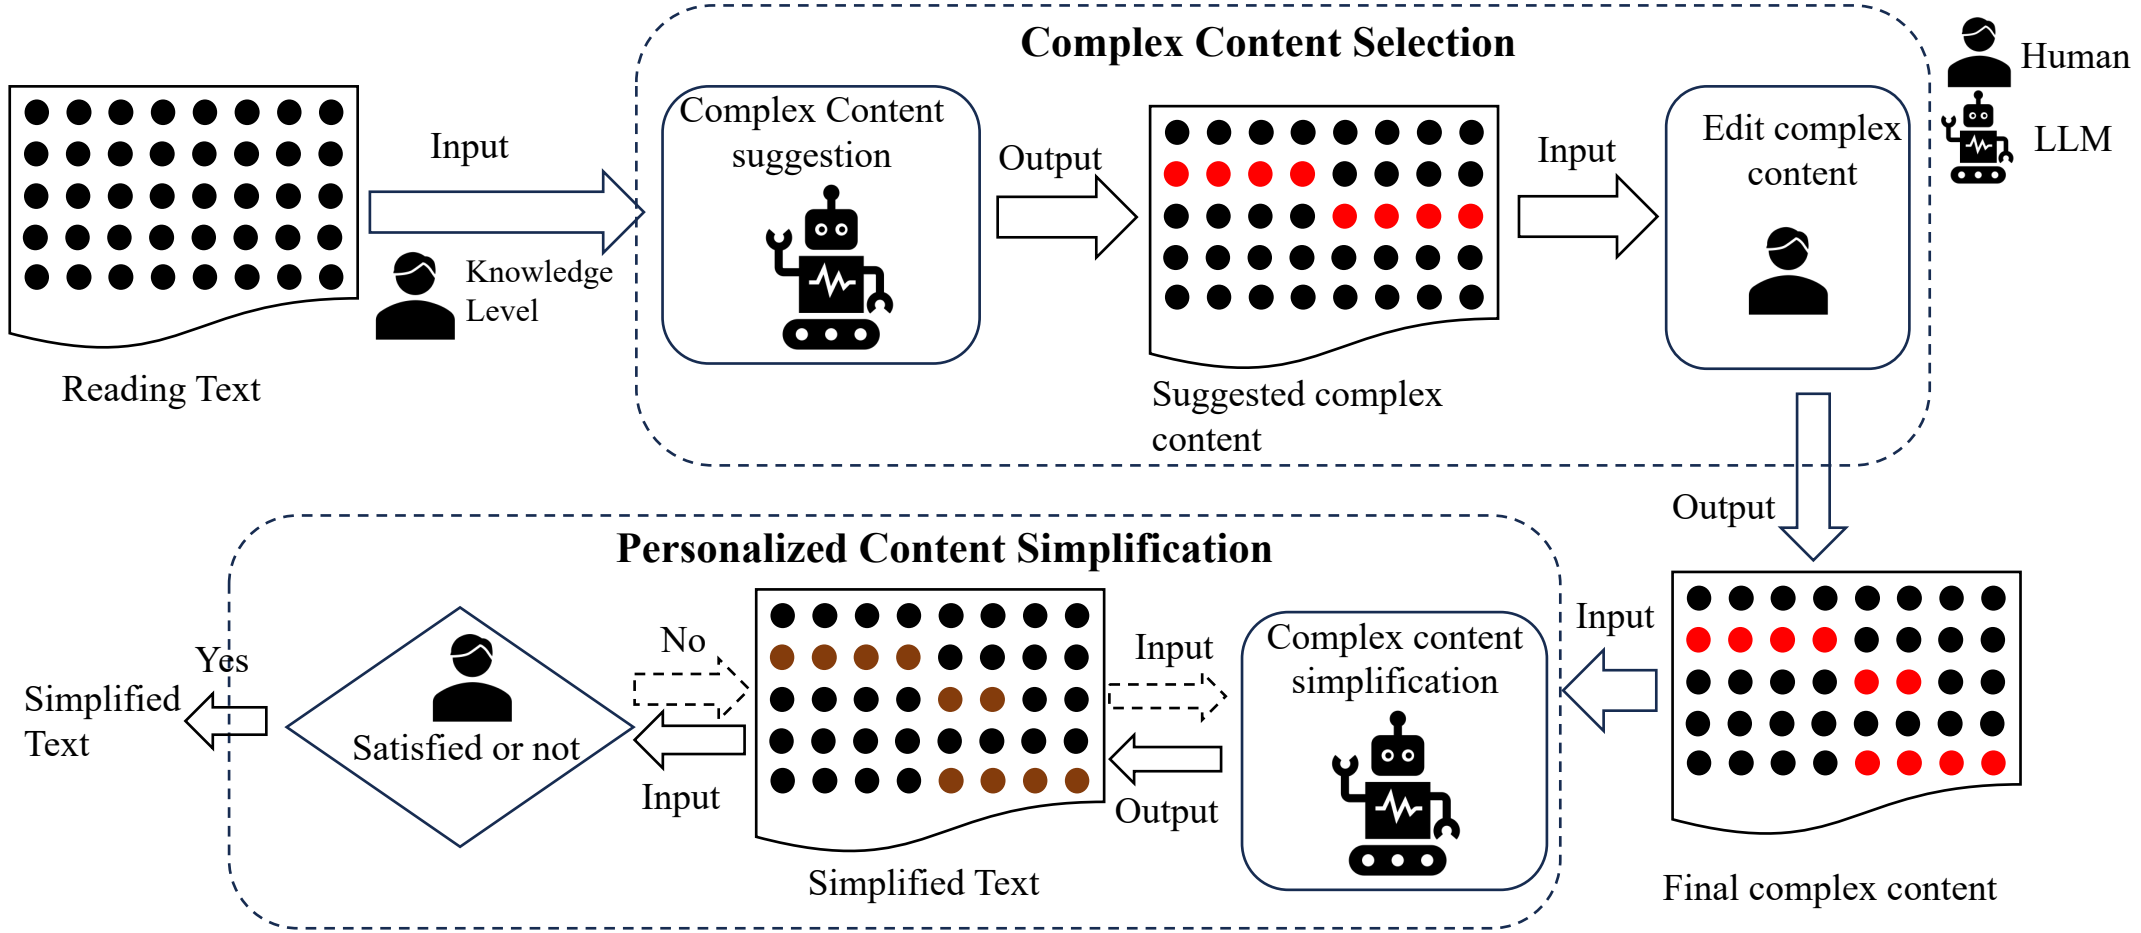 Complex Content Selection
Human
LLM
Input
Knowledge
Level
Reading Text
Complex Content
suggestion
Output
Suggested complex
content
Input
Edit complex
content
Output
Personalized Content Simplification
Yes
Simplified
Text
Satisfied or not
No
Input
Simplified Text
Input
Output
Complex content
simplification
Input
Final complex content